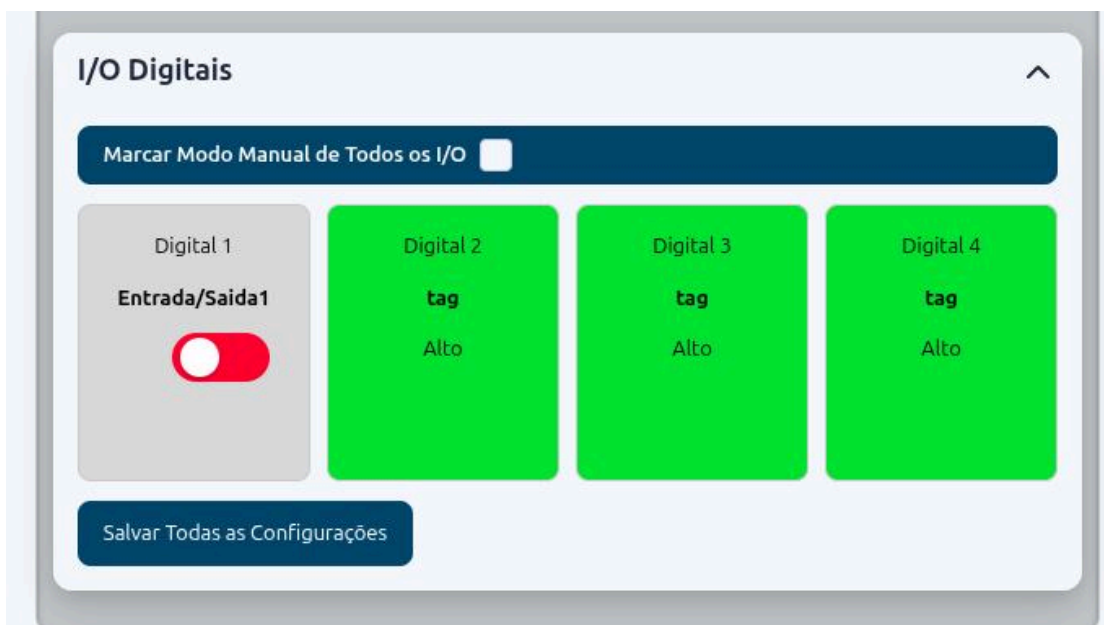 I/O Digitais
Marcar Modo Manual de Todos os I/O
Digital 1
Entrada/Saida1
Digital 2
tag
Alto
Digital 3
tag
Alto
Digital 4
tag
Alto
Salvar Todas as Configurações